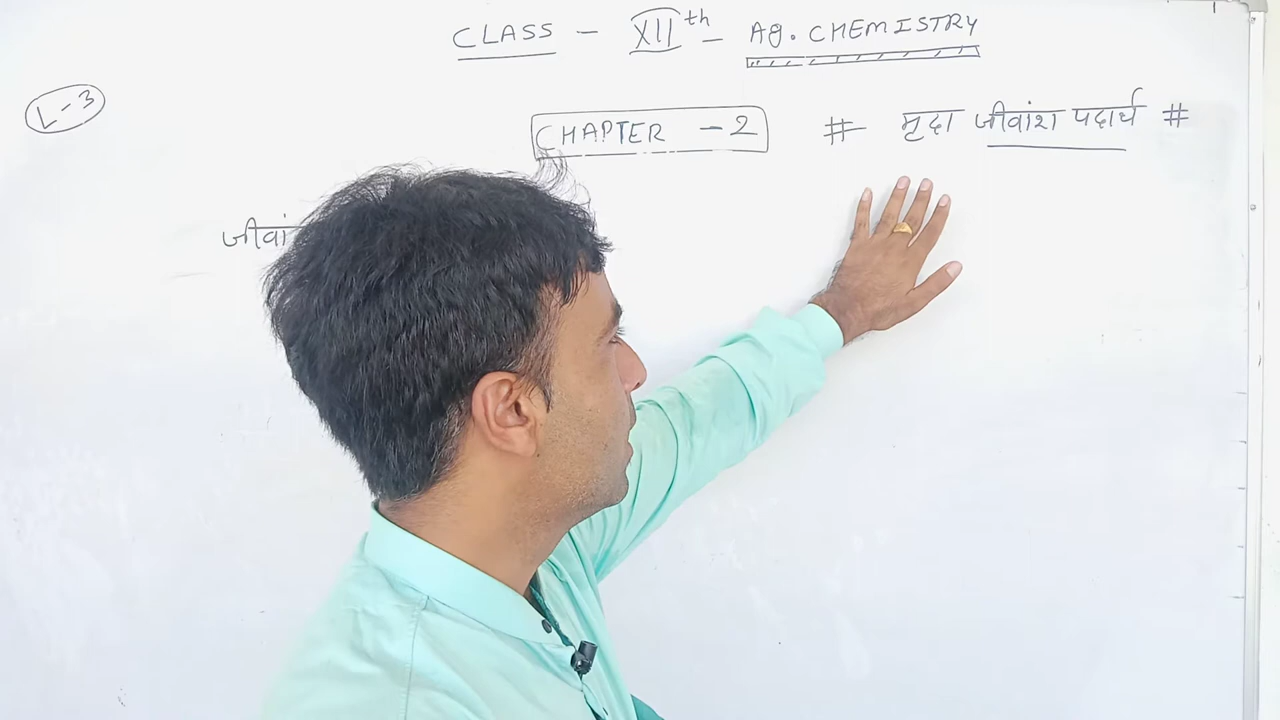 CLASS - XIIth - Ag. CHEMISTRY
L-3
CHAPTER - 2 # मृदा जीवांश पदार्थ #